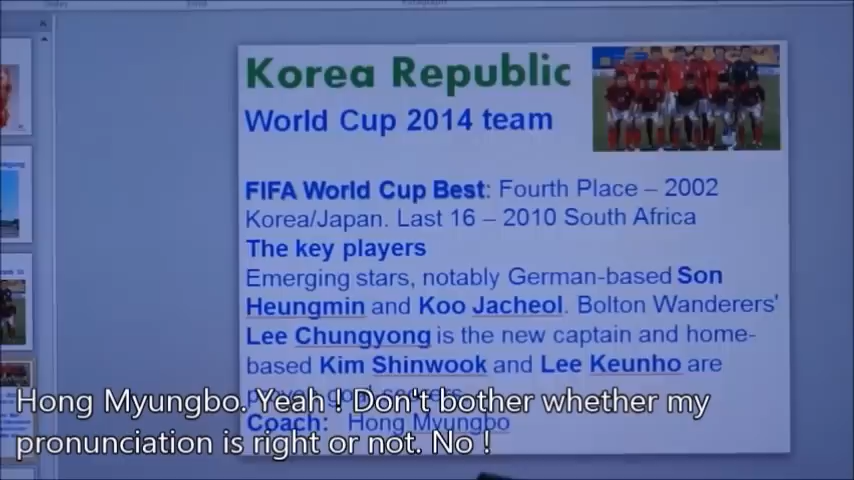 Korea Republic
World Cup 2014 team
FIFA World Cup Best: Fourth Place – 2002
Korea/Japan. Last 16 – 2010 South Africa
The key players
Emerging stars, notably German-based Son
Heungmin and Koo Jacheol. Bolton Wanderers'
Lee Chungyong is the new captain and home-
based Kim Shinwook and Lee Keunho are
Coach: Hong Myungbo
Hong Myungbo. Yeah ! Don't bother whether my
pronunciation is right or not. No !